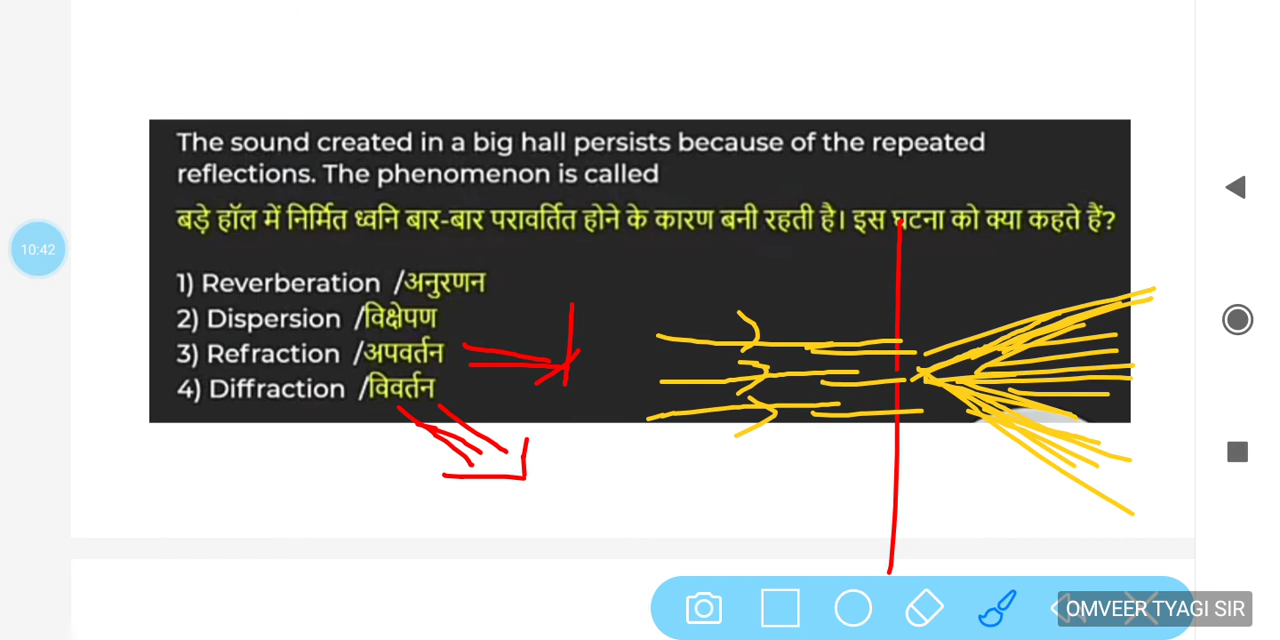 The sound created in a big hall persists because of the repeated
reflections. The phenomenon is called
बड़े हॉल में निर्मित ध्वनि बार-बार परावर्तित होने के कारण बनी रहती है। इस घटना को क्या कहते हैं?
1) Reverberation /अनुरणन
10:42
2) Dispersion /विक्षेपण
3) Refraction /अपवर्तन
4) Diffraction /विवर्तन
OMVEER TYAGI SIR